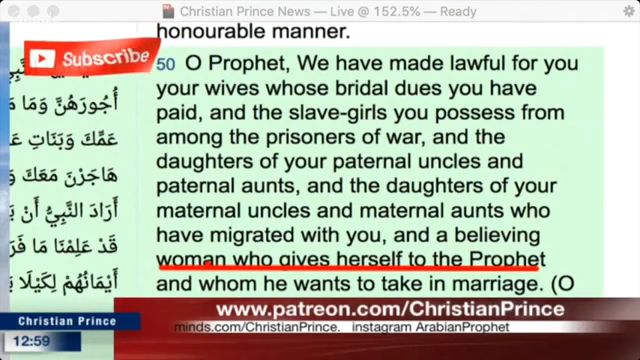 Christian Prince News — Live @ 152.5% — Ready
honourable manner.
Subscribe
أُجُورَهُنَّ وَمَا
عَمِّكَ وَبَنَاتِ
هَاجَرْنَ مَعَكَ
أَرَادَ النَّبِيُّ أَنْ
قَدْ عَلِمْنَا مَا
أَيْمَانُهُمْ لِكَيْلَا
50 O Prophet, We have made lawful for you
your wives whose bridal dues you have
paid, and the slave-girls you possess from
among the prisoners of war, and the
daughters of your paternal uncles and
paternal aunts, and the daughters of your
maternal uncles and maternal aunts who
have migrated with you, and a believing
woman who gives herself to the Prophet
and whom he wants to take in marriage. (O
www.patreon.com/ChristianPrince
Christian Prince
minds.com/ChristianPrince. instagram ArabianProphet
12:59